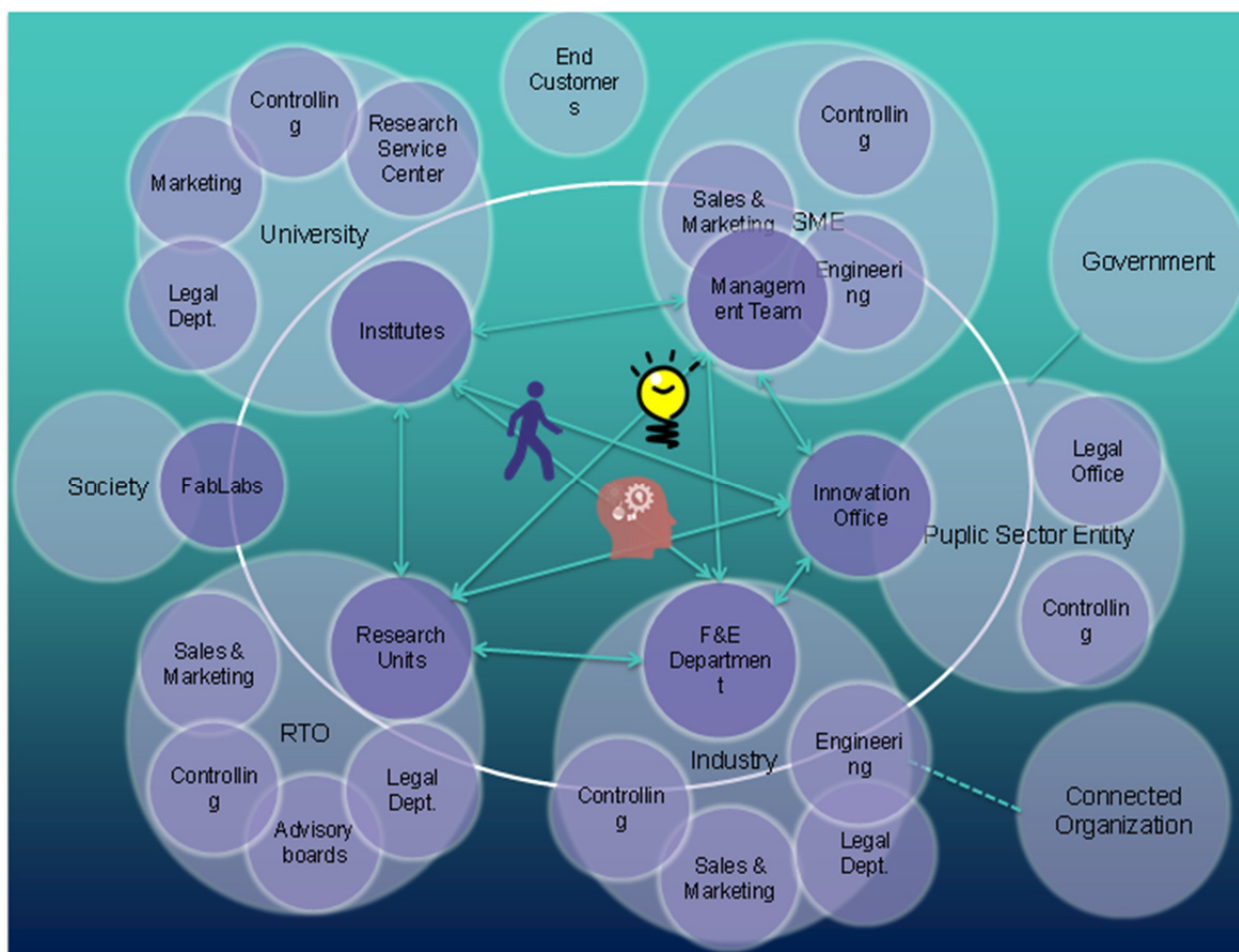 End
Customer
s
Controllin
g
Research
Service
Center
Marketing
University
Legal
Dept.
Institutes
Controllin
g
Sales &
Marketing
SME
Engineeri
ng
Managem
ent Team
Government
Society
FabLabs
Legal
Office
Innovation
Office
Puplic Sector Entity
Controllin
g
Research
Units
Sales &
Marketing
RTO
Controllin
g
Legal
Dept.
Advisory
boards
F&E
Departmen
t
Industry
Engineeri
ng
Controllin
g
Sales &
Marketing
Legal
Dept.
Connected
Organization